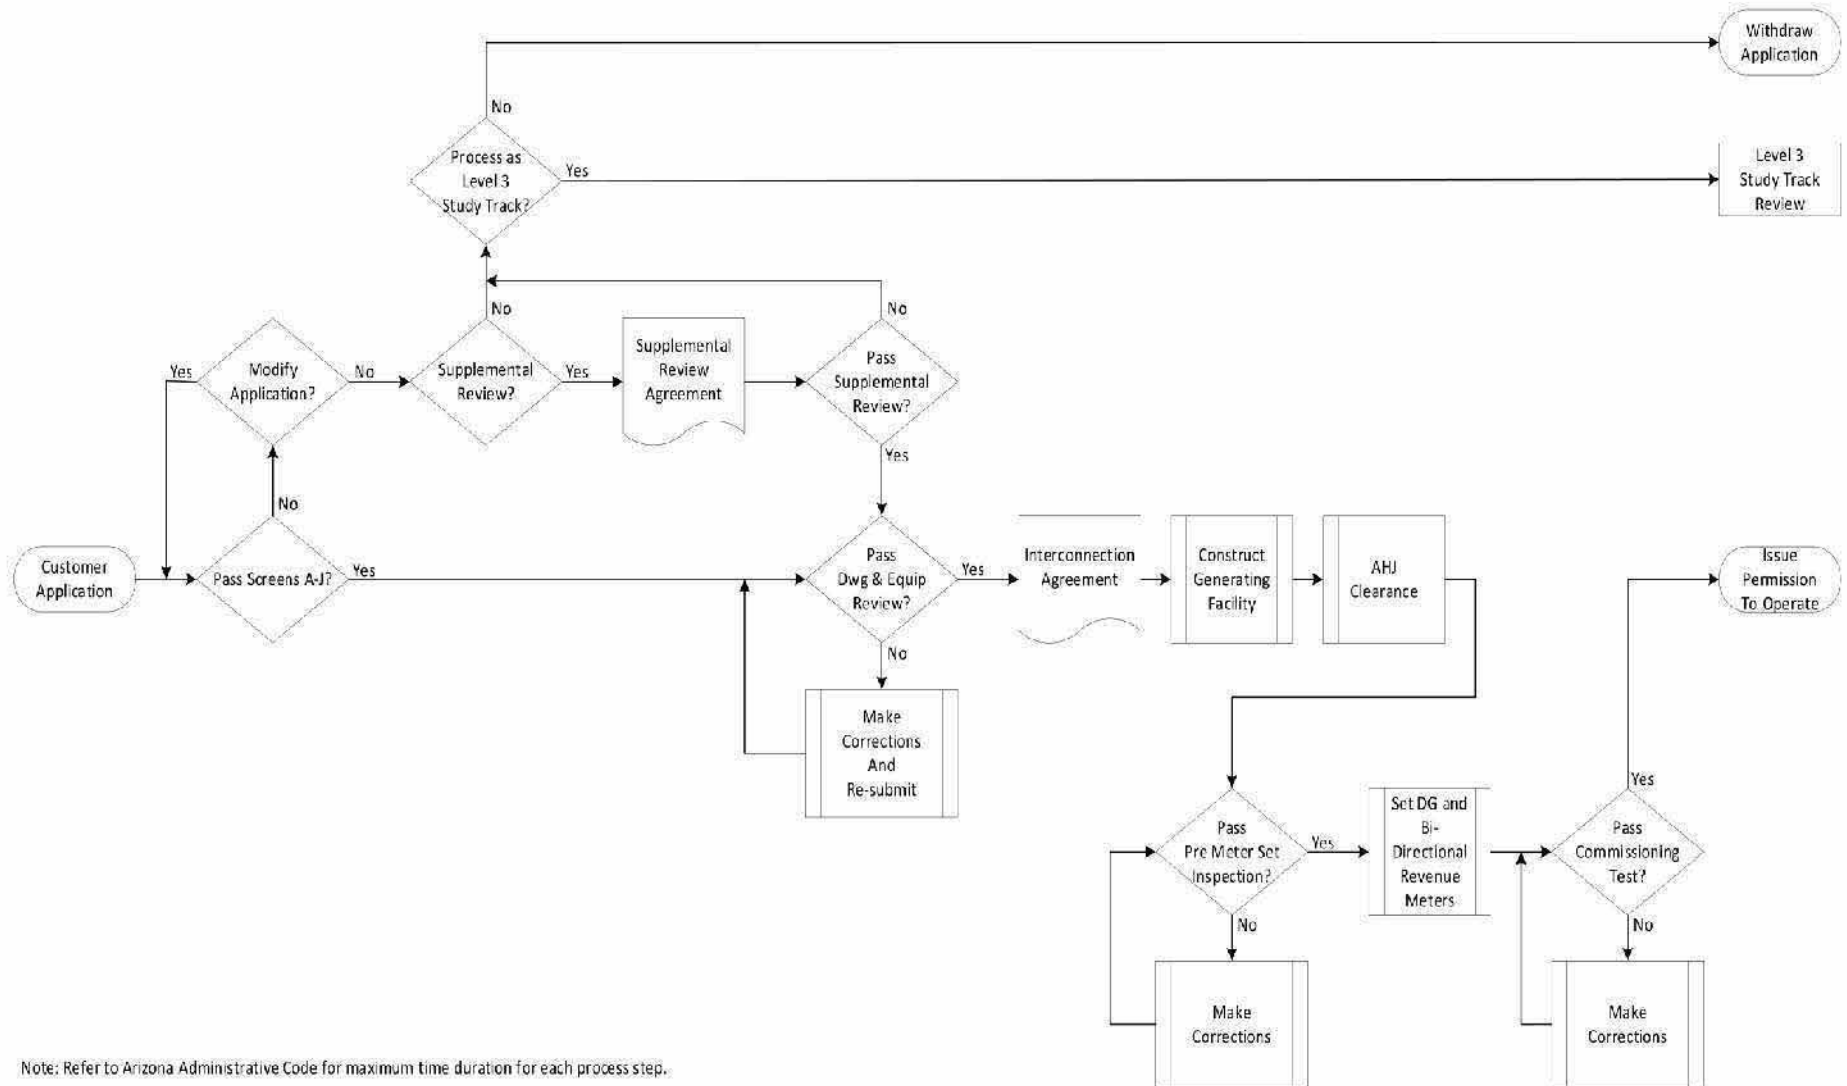 Withdraw
Application
No
Process as
Level 3
Study Track?
Yes
Level 3
Study Track
Review
No
No
Modify
Application?
Yes
No
Supplemental
Review?
Yes
Supplemental
Review
Agreement
Pass
Supplemental
Review?
Yes
No
Customer
Application
Pass Screens A-J?
Yes
Pass
Dwg & Equip
Review?
Yes
Interconnection
Agreement
Construct
Generating
Facility
AHJ
Clearance
Issue
Permission
To Operate
No
Make
Corrections
And
Re-submit
Pass
Pre Meter Set
Inspection?
Yes
Set DG and
Bi-
Directional
Revenue
Meters
Yes
Pass
Commissioning
Test?
No
No
Make
Corrections
Make
Corrections
Note: Refer to Arizona Administrative Code for maximum time duration for each process step.